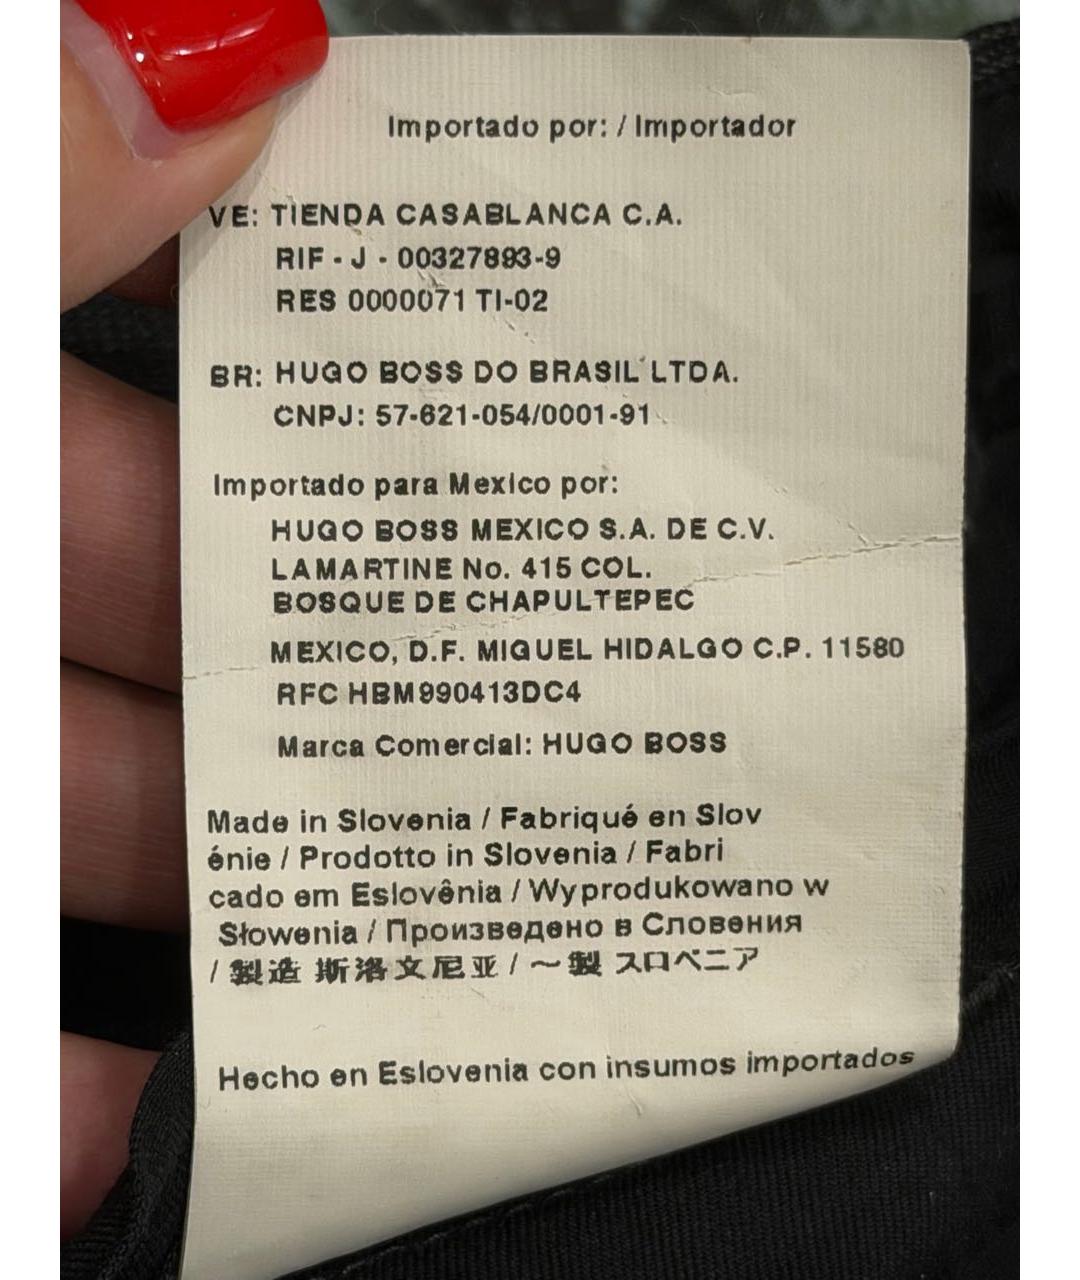 Importado por: / Importador
VE: TIENDA CASABLANCA C.A.
RIF - J - 00327883-9
RES 0000071 TI-02
BR: HUGO BOSS DO BRASIL LTDA.
CNPJ: 57-621-054/0001-91
Importado para Mexico por:
HUGO BOSS MEXICO S.A. DE C.V.
LAMARTINE No. 415 COL.
BOSQUE DE CHAPULTEPEC
MEXICO, D.F. MIGUEL HIDALGO C.P. 11580
RFC HBM990413DC4
Marca Comercial: HUGO BOSS
Made in Slovenia / Fabriqué en Slov
énie / Prodotto in Slovenia / Fabri
cado em Eslovênia / Wyprodukowano w
Słowenia / Произведено в Словения
/ 製造 斯洛文尼亚 / ～製 スロベニア
Hecho en Eslovenia con insumos importados